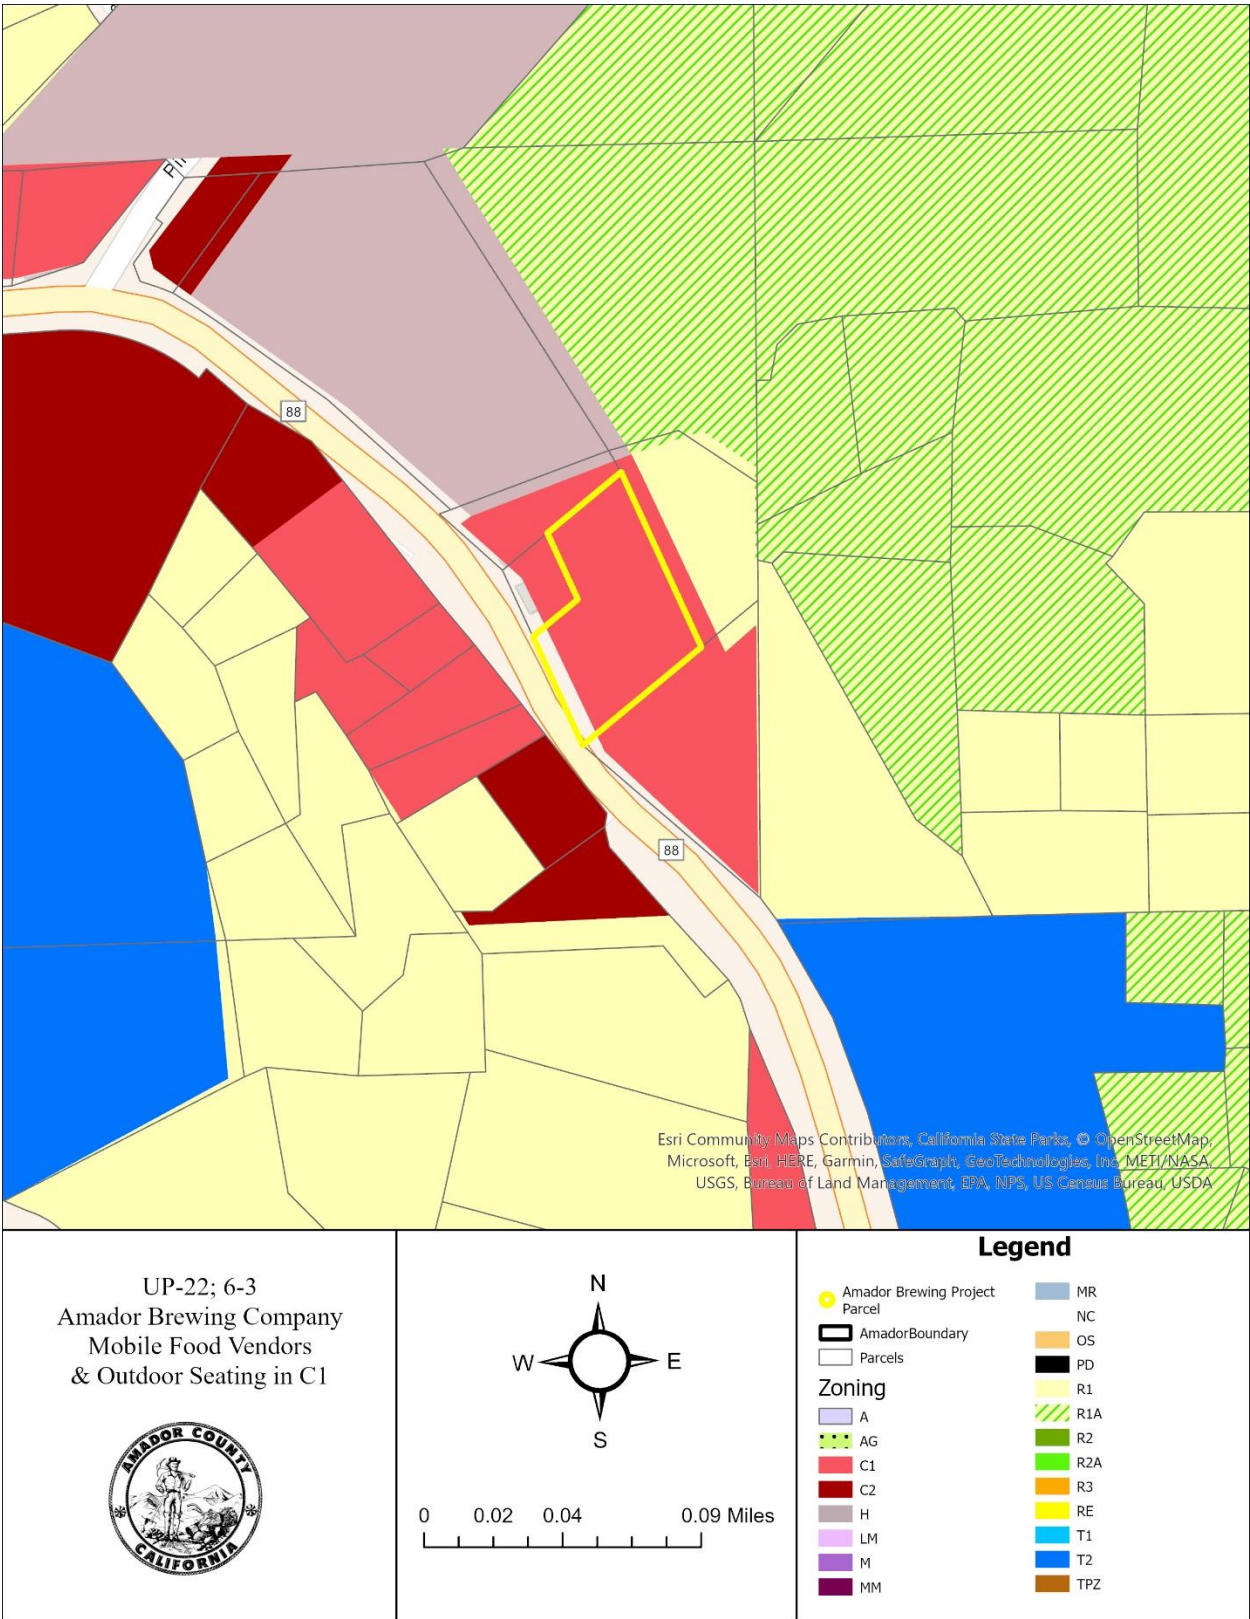 Pin
88
88
Esri Community Maps Contributors, California State Parks, © OpenStreetMap,
Microsoft, Esri, HERE, Garmin, SafeGraph, GeoTechnologies, Inc, METI/NASA,
USGS, Bureau of Land Management, EPA, NPS, US Census Bureau, USDA
UP-22; 6-3
Amador Brewing Company
Mobile Food Vendors
& Outdoor Seating in C1
AMADOR COUNTY
CALIFORNIA
N
W E
S
0 0.02 0.04 0.09 Miles
Legend
Amador Brewing Project
Parcel
AmadorBoundary
Parcels
Zoning
A
AG
C1
C2
H
LM
M
MM
MR
NC
OS
PD
R1
R1A
R2
R2A
R3
RE
T1
T2
TPZ